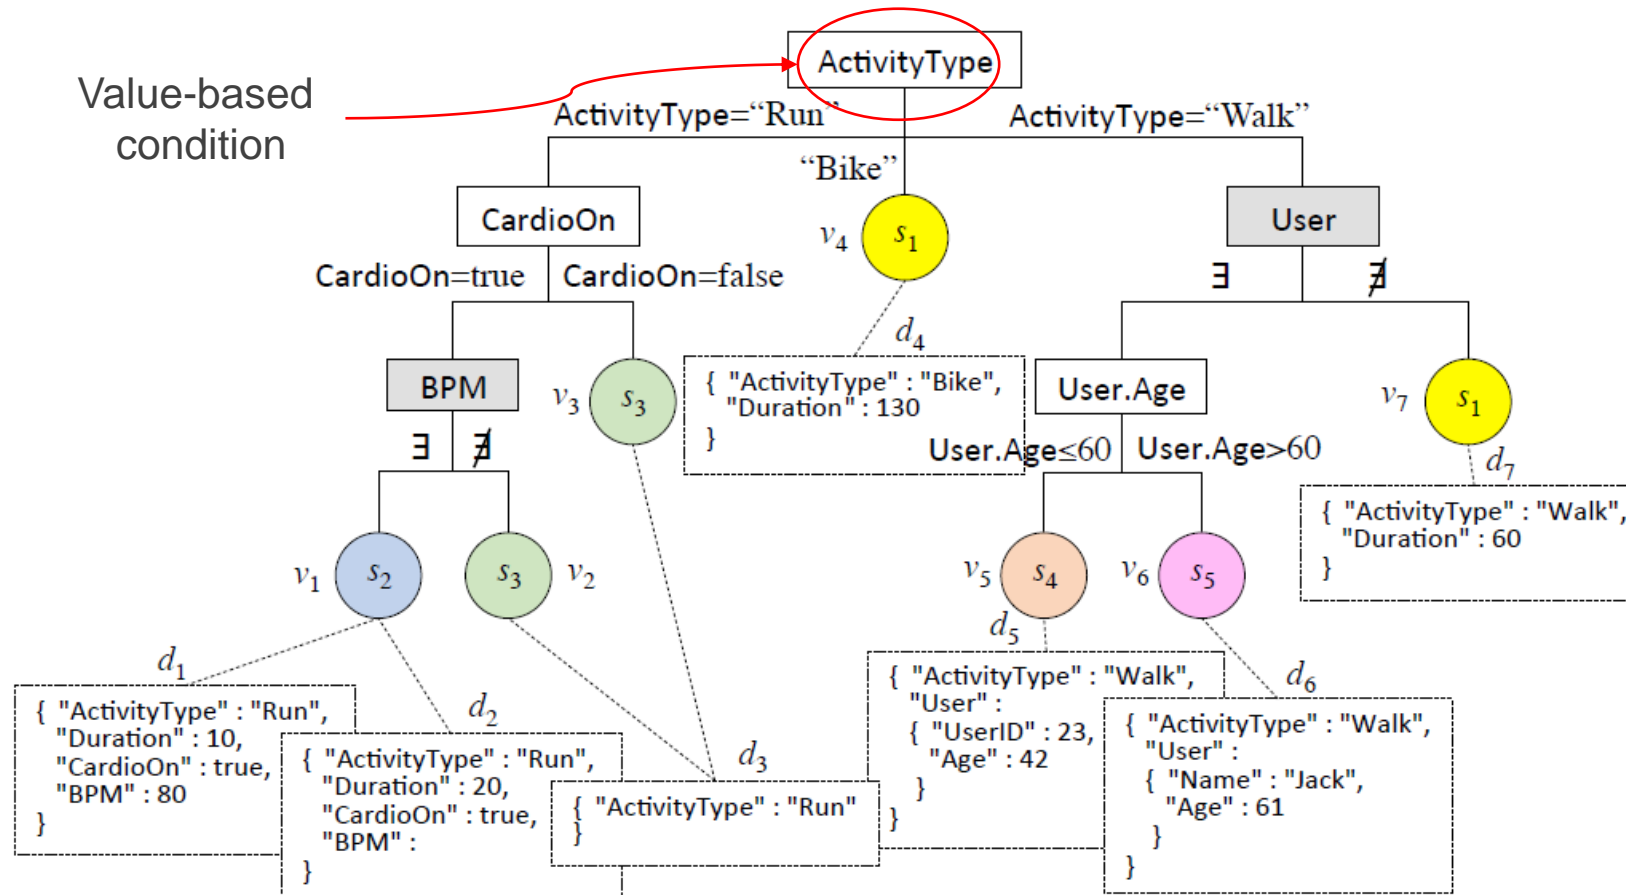 Value-based
condition
ActivityType
ActivityType=“Run”
ActivityType=“Walk”
“Bike”
CardioOn
v4
s1
User
CardioOn=true
CardioOn=false
∃
∄
d4
BPM
v3
s3
{ "ActivityType" : "Bike",
"Duration" : 130
}
User.Age
v7
s1
∃
∄
User.Age≤60
User.Age>60
d7
{ "ActivityType" : "Walk",
"Duration" : 60
}
v1
s2
s3
v2
v5
s4
v6
s5
d1
{ "ActivityType" : "Run",
"Duration" : 10,
"CardioOn" : true,
"BPM" : 80
}
d2
{ "ActivityType" : "Run",
"Duration" : 20,
"CardioOn" : true,
"BPM" :
}
d3
{ "ActivityType" : "Run"
}
d5
{ "ActivityType" : "Walk",
"User" :
{ "UserID" : 23,
"Age" : 42
}
}
d6
{ "ActivityType" : "Walk",
"User" :
{ "Name" : "Jack",
"Age" : 61
}
}